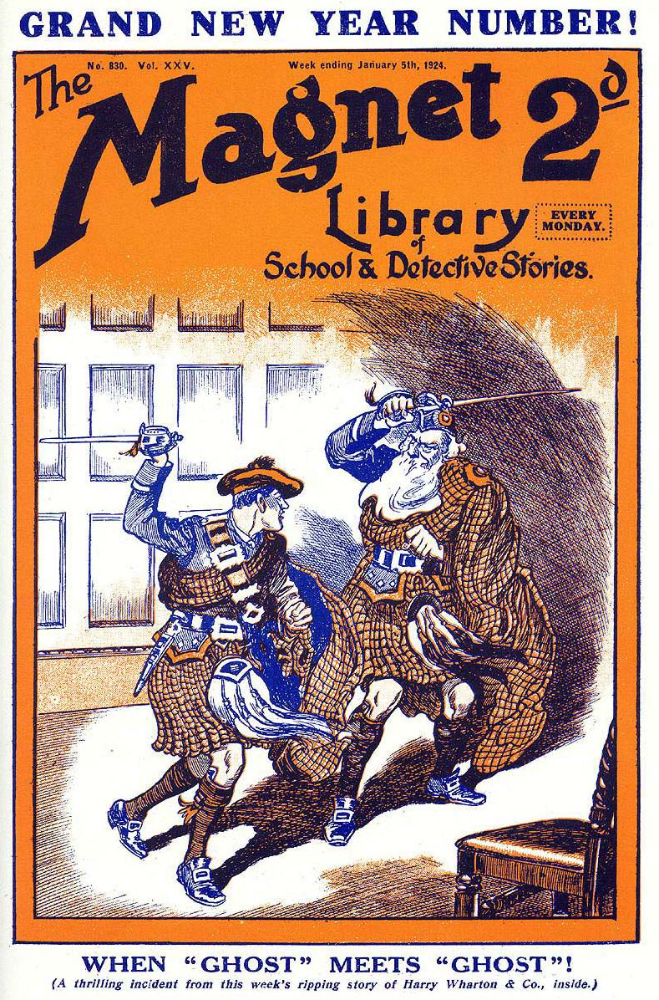 GRAND NEW YEAR NUMBER!
No. 830. Vol. XXV. Week ending January 5th, 1924.
The
Magnet 2d
Library
EVERY
MONDAY.
of
School & Detective Stories.
WHEN "GHOST" MEETS "GHOST"!
(A thrilling incident from this week's ripping story of Harry Wharton & Co., inside.)